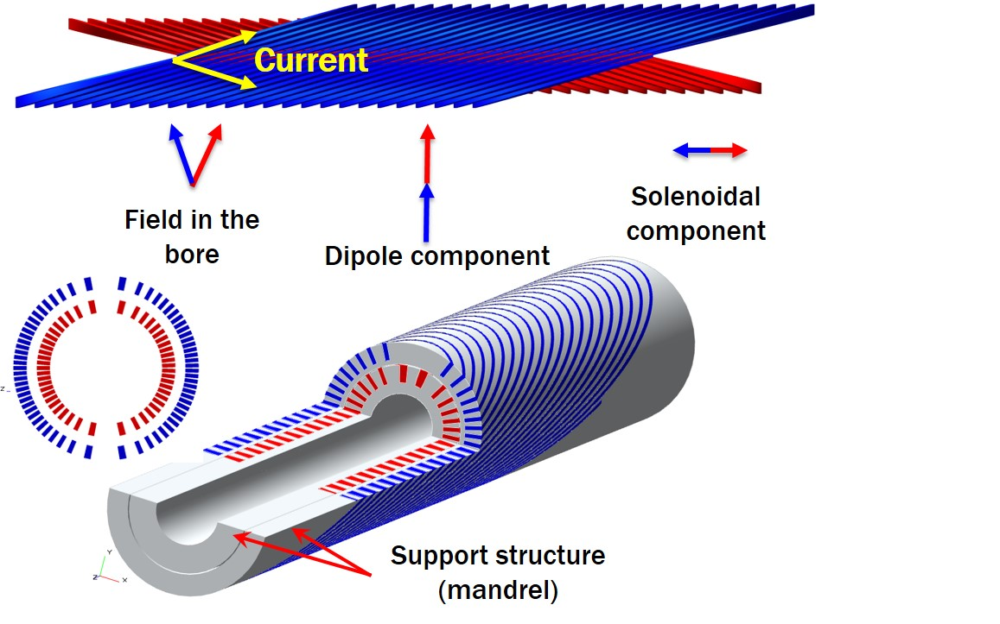 Current
Field in the
bore
Dipole component
Solenoidal
component
Z
Support structure
(mandrel)
Y
Z
X